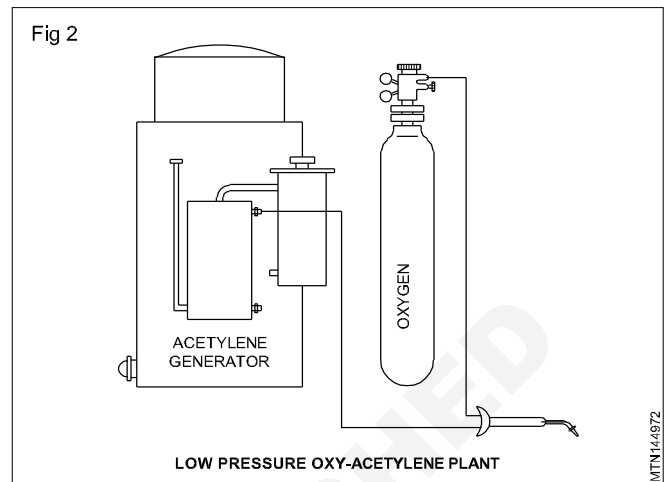 Fig 2
OXYGEN
ACETYLENE
GENERATOR
LOW PRESSURE OXY-ACETYLENE PLANT
MTN144972